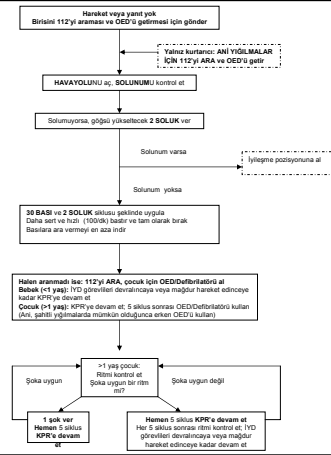 Hareket veya yanıt yok
Birisini 112'yi araması ve OED'ü getirmesi için gönder
Yalnız kurtarıcı: ANİ YIĞILMALAR
İÇİN 112'yi ARA ve OED'ü getir
HAVAYOLUNU aç, SOLUNUMU kontrol et
Solumuyorsa, göğsü yükseltecek 2 SOLUK ver
Solunum varsa
İyileşme pozisyonuna al
Solunum yoksa
30 BASI ve 2 SOLUK siklusu şeklinde uygula
Daha sert ve hızlı (100/dk) bastır ve tam olarak bırak
Basılara ara vermeyi en aza indir
Halen aranmadı ise: 112'yi ARA, çocuk için OED/Defibrilatörü al
Bebek (<1 yaş): İYD görevlileri devralıncaya veya mağdur hareket edinceye
kadar KPR'ye devam et
Çocuk (>1 yaş): KPR'ye devam et; 5 siklus sonrası OED/Defibrilatörü kullan
(Ani, şahitli yığılmalarda mümkün olduğunca erken OED'ü kullan)
>1 yaş çocuk:
Ritmi kontrol et
Şoka uygun bir ritm
mi?
Şoka uygun
Şoka uygun değil
1 şok ver
Hemen 5 siklus
KPR'e devam
et
Hemen 5 siklus KPR'e devam et
Her 5 siklus sonrası ritmi kontrol et; İYD
görevlileri devralıncaya veya mağdur
hareket edinceye kadar devam et